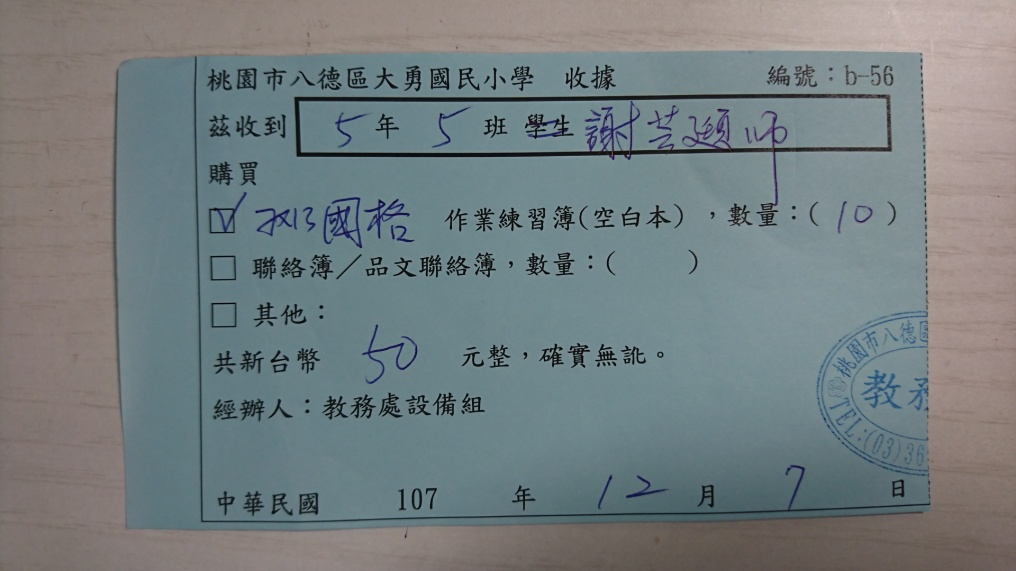 桃園市八德區大勇國民小學 收據 編號：b-56
茲收到 5 年 5 班 學生 謝芸廷師
購買
國格 作業練習簿(空白本)，數量：( 10 )
聯絡簿／品文聯絡簿，數量：( )
其他：
共新台幣 50 元整，確實無訛。
經辦人：教務處設備組
中華民國 107 年 12 月 7 日
桃園市八德
教務
TEL:(03)36